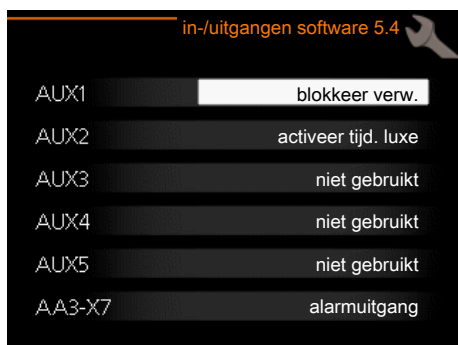 in-/uitgangen software 5.4
AUX1 blokkeer verw.
AUX2 activeer tijd. luxe
AUX3 niet gebruikt
AUX4 niet gebruikt
AUX5 niet gebruikt
AA3-X7 alarmuitgang